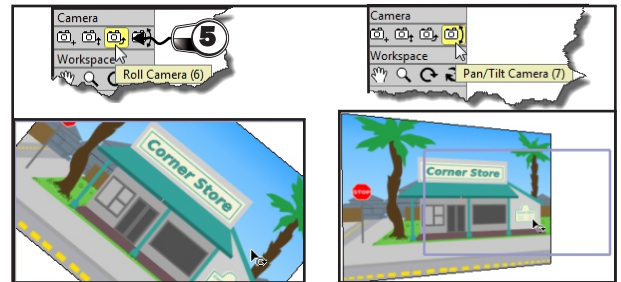 Camera
5
Workspace
Roll Camera (6)
Corner Store
Camera
Workspace
Pan/Tilt Camera (7)
STOP
Corner Store